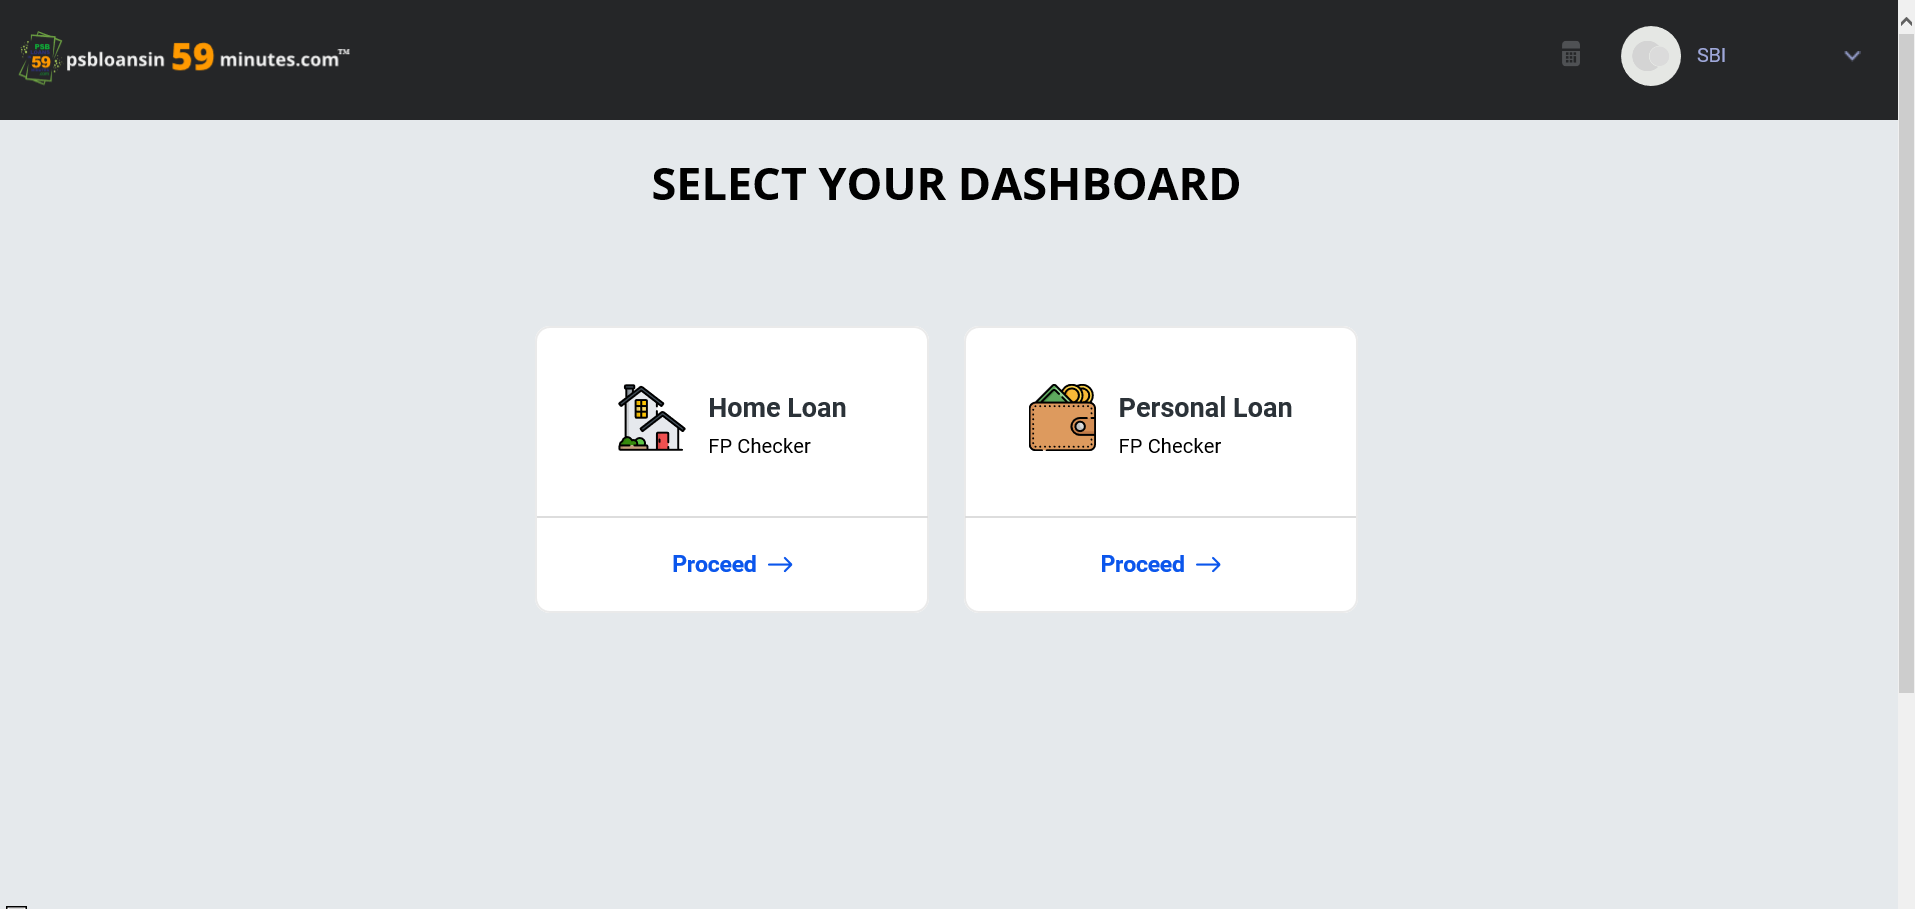 PSB
59
psbloansin 59 minutes.com™
SBI
SELECT YOUR DASHBOARD
Home Loan
FP Checker
Proceed
Personal Loan
FP Checker
Proceed